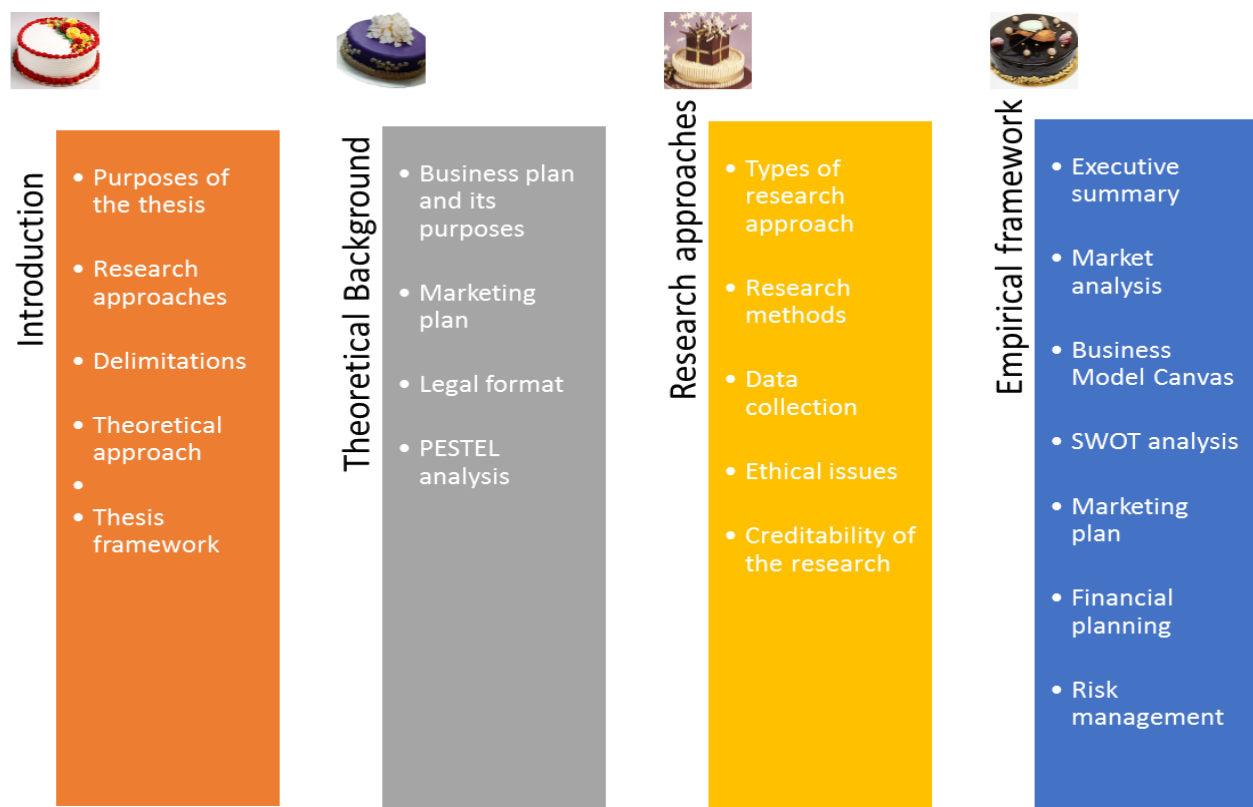 Introduction
• Purposes of
the thesis
• Research
approaches
• Delimitations
• Theoretical
approach
•
• Thesis
framework
Theoretical Background
• Business plan
and its
purposes
• Marketing
plan
• Legal format
• PESTEL
analysis
Research approaches
• Types of
research
approach
• Research
methods
• Data
collection
• Ethical issues
• Creditability of
the research
Empirical framework
• Executive
summary
• Market
analysis
• Business
Model Canvas
• SWOT analysis
• Marketing
plan
• Financial
planning
• Risk
management